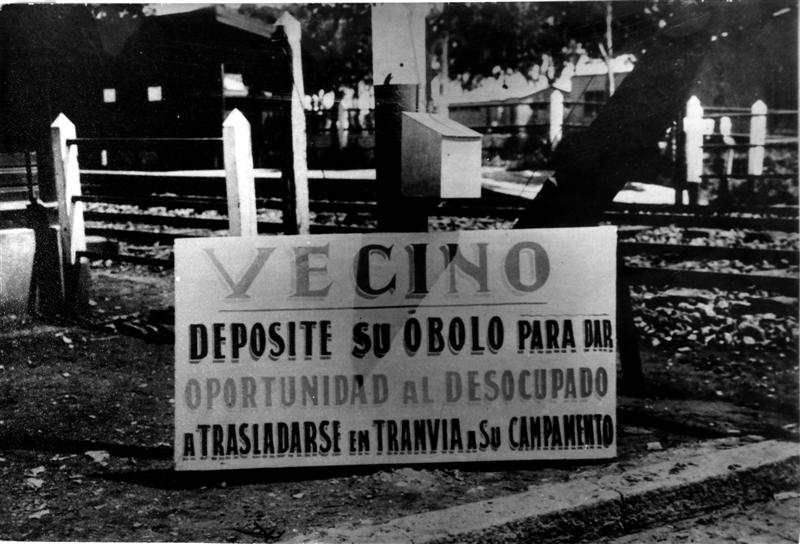 VECINO
DEPOSITE SU ÓBOLO PARA DAR
OPORTUNIDAD AL DESOCUPADO
A TRASLADARSE EN TRANVIA A SU CAMPAMENTO